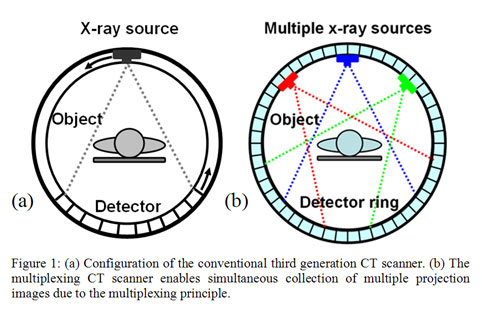 X-ray source
Multiple x-ray sources
Object
Object
(a)
(b)
Detector
Detector ring
Figure 1: (a) Configuration of the conventional third generation CT scanner. (b) The
multiplexing CT scanner enables simultaneous collection of multiple projection
images due to the multiplexing principle.